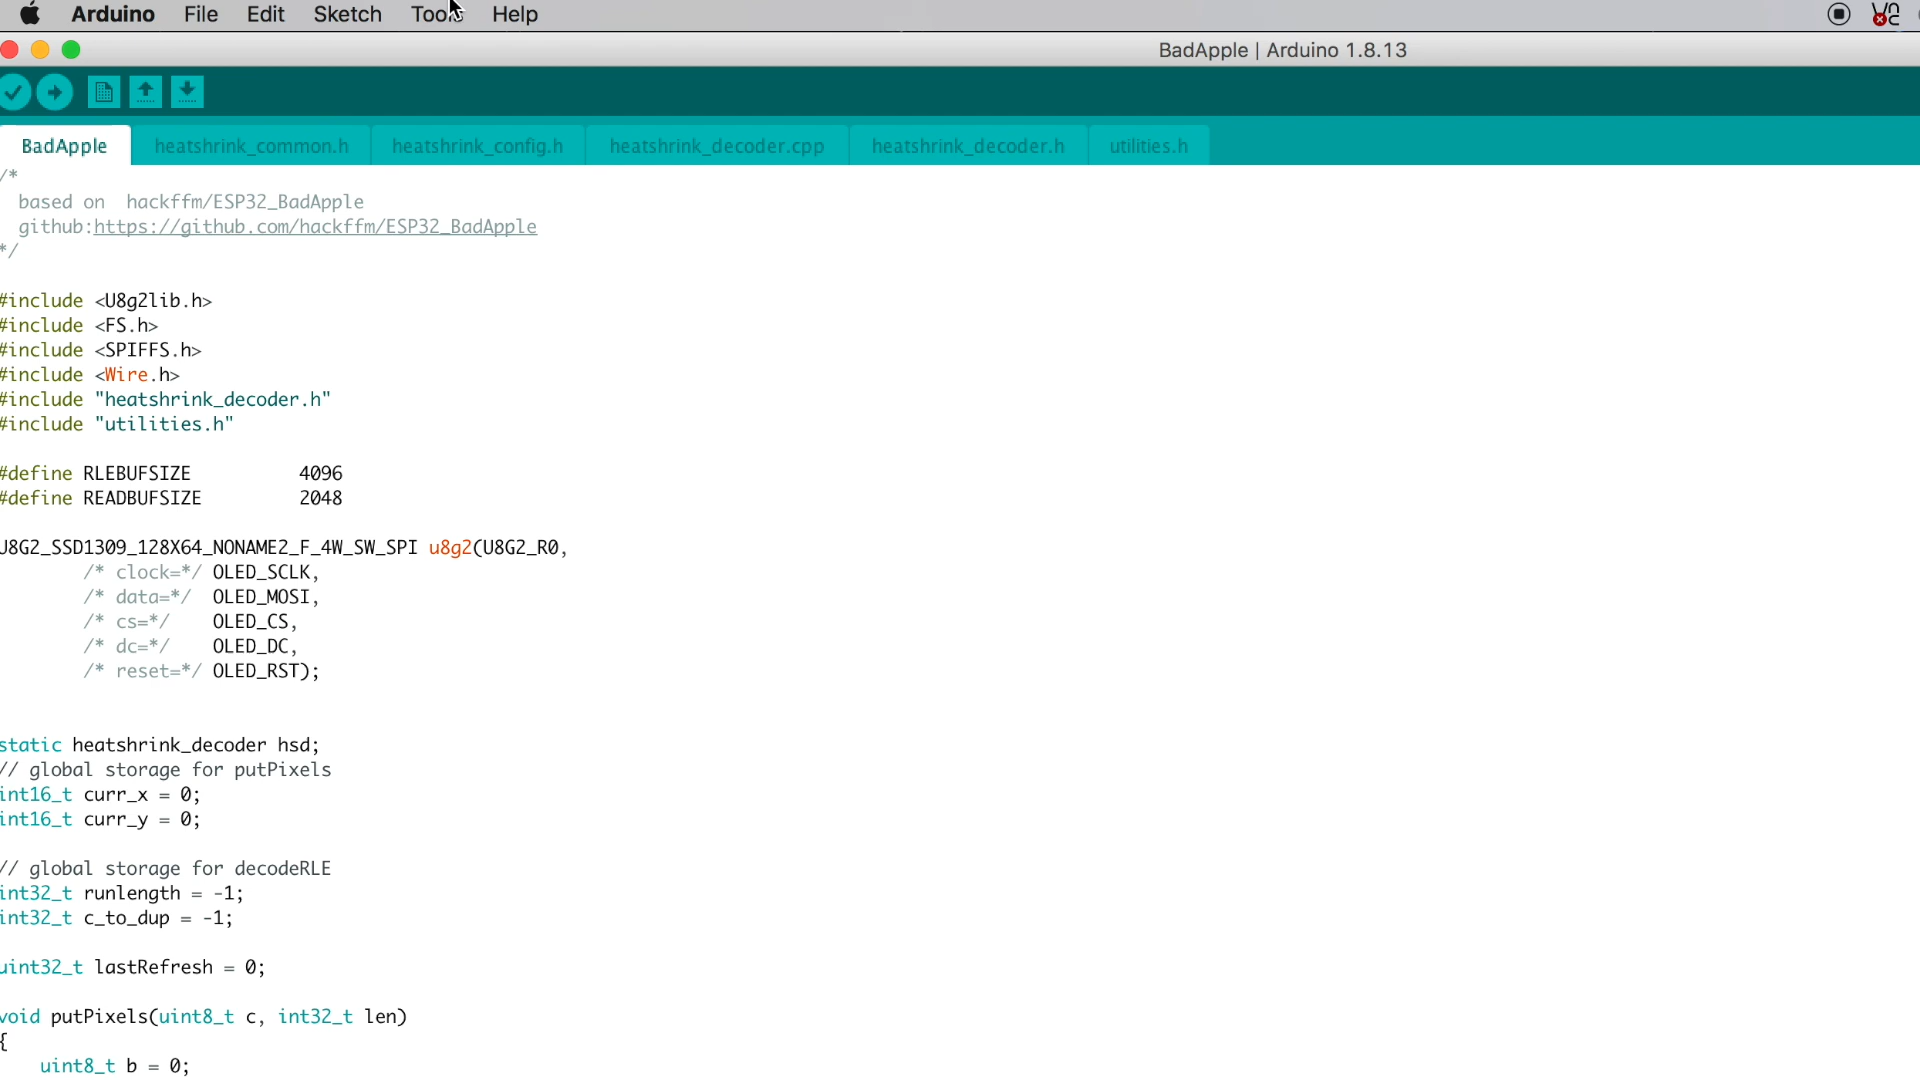 Arduino File Edit Sketch Tools Help
BadApple | Arduino 1.8.13
BadApple heatshrink_common.h heatshrink_config.h heatshrink_decoder.cpp heatshrink_decoder.h utilities.h
/*
based on  hackffm/ESP32_BadApple
github:https://github.com/hackffm/ESP32_BadApple
*/
#include <U8g2lib.h>
#include <FS.h>
#include <SPIFFS.h>
#include <Wire.h>
#include "heatshrink_decoder.h"
#include "utilities.h"
#define RLEBUFSIZE          4096
#define READBUFSIZE         2048
U8G2_SSD1309_128X64_NONAME2_F_4W_SW_SPI u8g2(U8G2_R0,
/* clock=*/ OLED_SCLK,
/* data=*/  OLED_MOSI,
/* cs=*/    OLED_CS,
/* dc=*/    OLED_DC,
/* reset=*/ OLED_RST);
static heatshrink_decoder hsd;
// global storage for putPixels
int16_t curr_x = 0;
int16_t curr_y = 0;
// global storage for decodeRLE
int32_t runlength = -1;
int32_t c_to_dup = -1;
uint32_t lastRefresh = 0;
void putPixels(uint8_t c, int32_t len)
{
uint8_t b = 0;